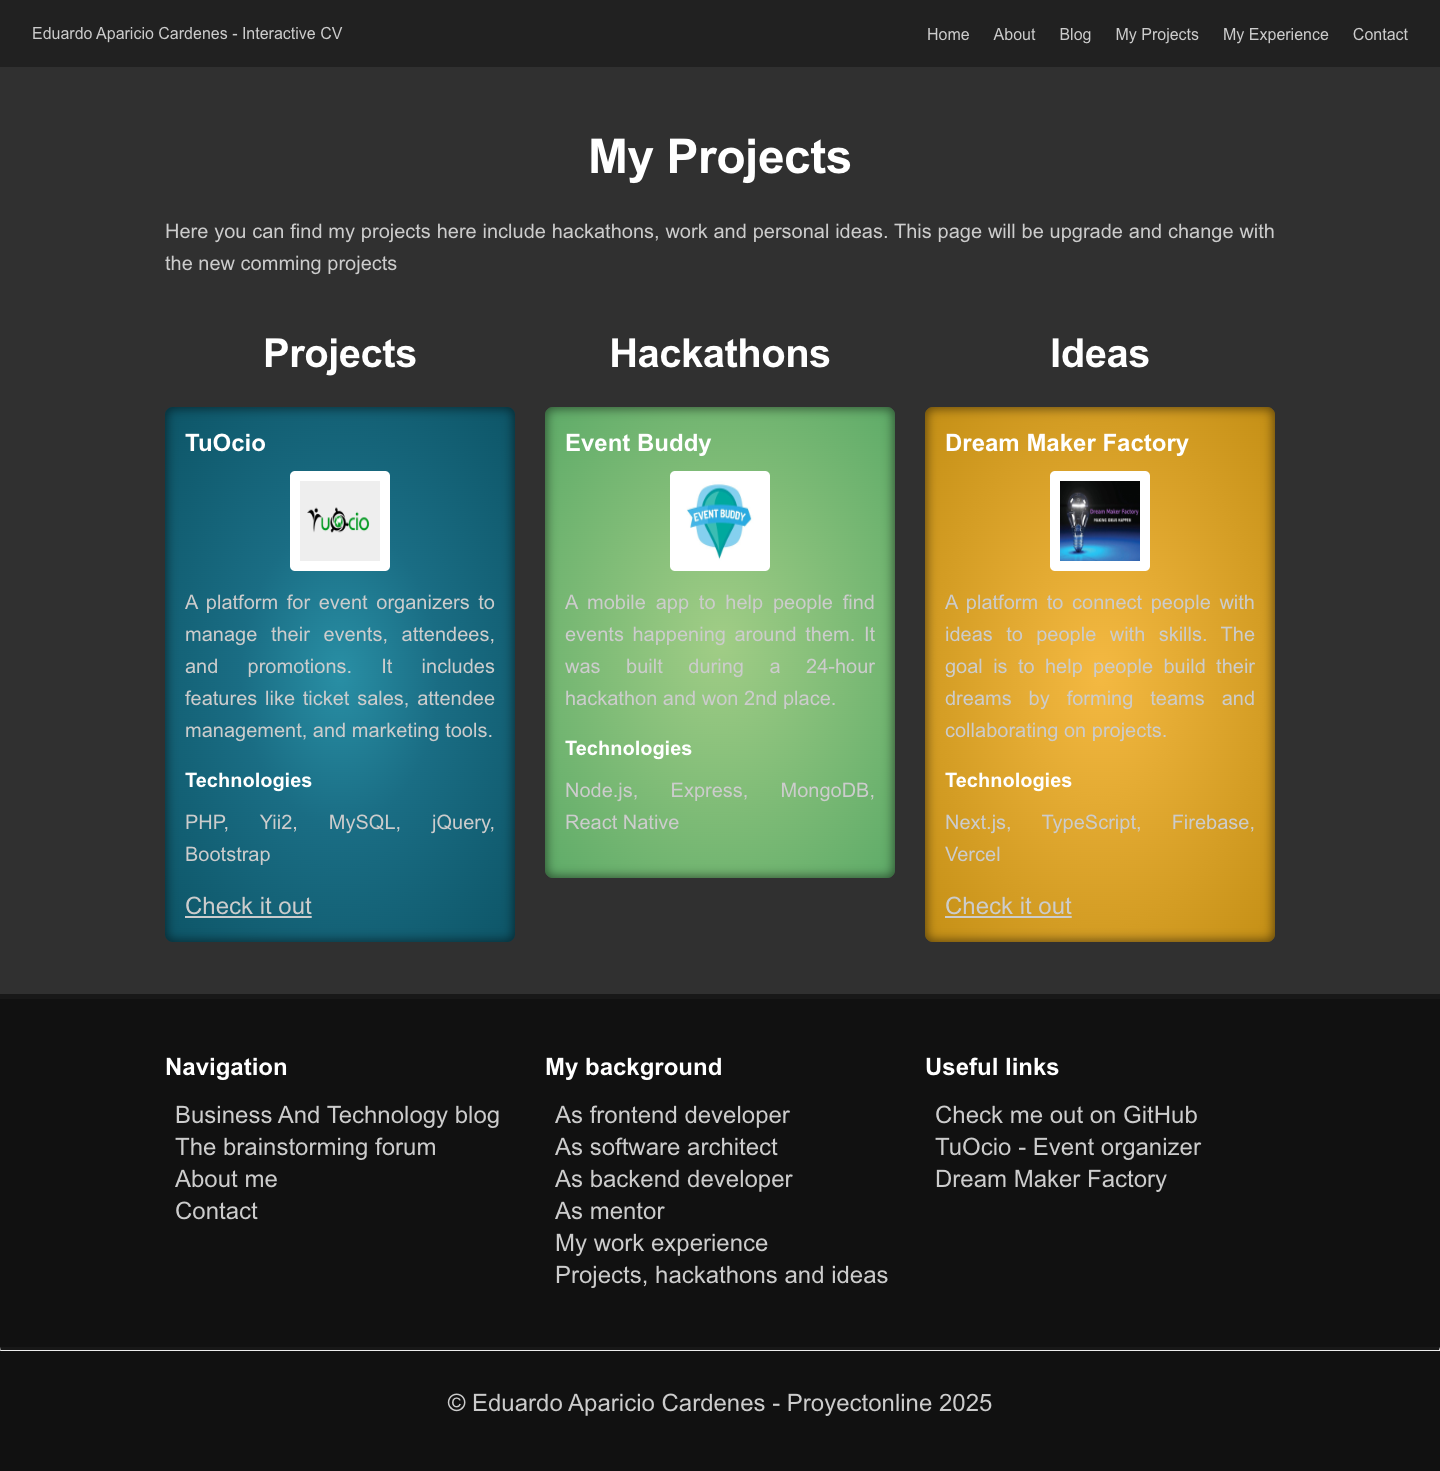 Eduardo Aparicio Cardenes - Interactive CV
Home About Blog My Projects My Experience Contact
My Projects
Here you can find my projects here include hackathons, work and personal ideas. This page will be upgrade and change with
the new comming projects
Projects
TuOcio
TuOcio
A platform for event organizers to
manage their events, attendees,
and promotions. It includes
features like ticket sales, attendee
management, and marketing tools.
Technologies
PHP, Yii2, MySQL, jQuery,
Bootstrap
Check it out
Hackathons
Event Buddy
EVENT BUDDY
A mobile app to help people find
events happening around them. It
was built during a 24-hour
hackathon and won 2nd place.
Technologies
Node.js, Express, MongoDB,
React Native
Ideas
Dream Maker Factory
Dream Maker Factory
MAKING IDEAS HAPPEN
A platform to connect people with
ideas to people with skills. The
goal is to help people build their
dreams by forming teams and
collaborating on projects.
Technologies
Next.js, TypeScript, Firebase,
Vercel
Check it out
Navigation
Business And Technology blog
The brainstorming forum
About me
Contact
My background
As frontend developer
As software architect
As backend developer
As mentor
My work experience
Projects, hackathons and ideas
Useful links
Check me out on GitHub
TuOcio - Event organizer
Dream Maker Factory
© Eduardo Aparicio Cardenes - Proyectonline 2025